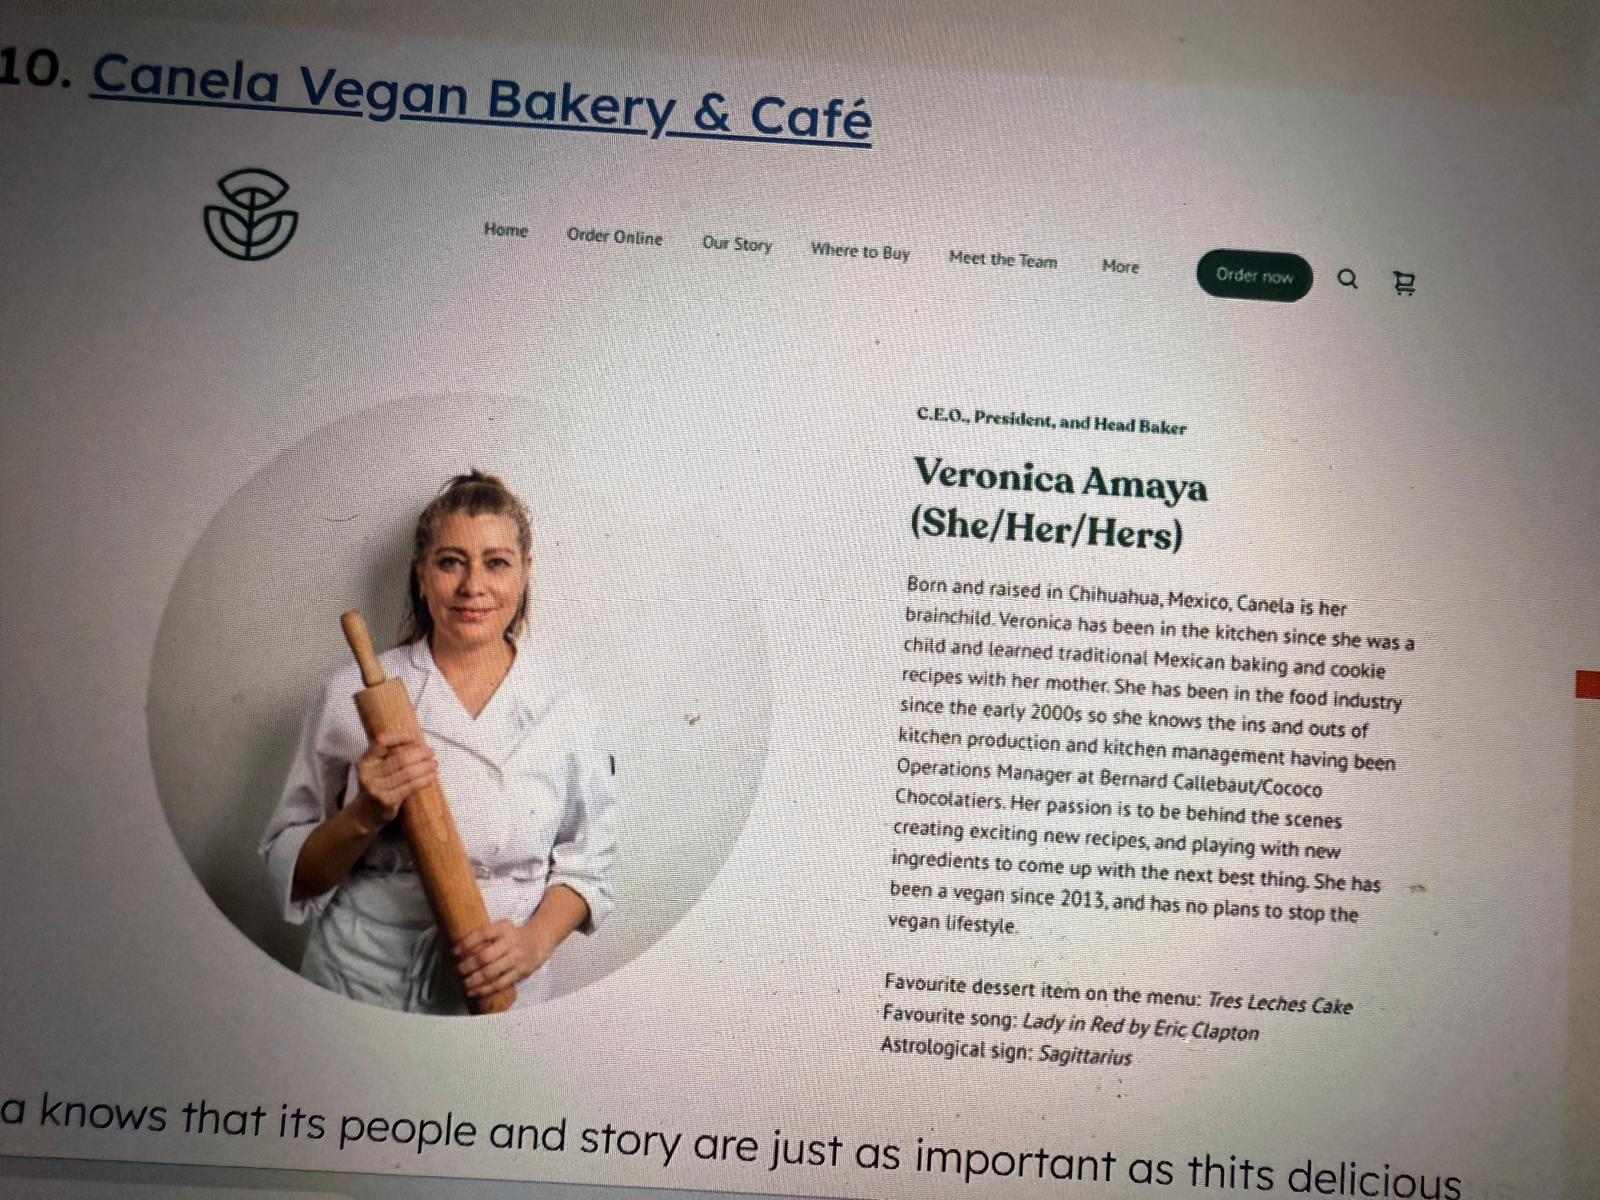 10. Canela Vegan Bakery & Café
Home Order Online Our Story Where to Buy Meet the Team More Order now
C.E.O., President, and Head Baker
Veronica Amaya
(She/Her/Hers)
Born and raised in Chihuahua, Mexico, Canela is her
brainchild. Veronica has been in the kitchen since she was a
child and learned traditional Mexican baking and cookie
recipes with her mother. She has been in the food industry
since the early 2000s so she knows the ins and outs of
kitchen production and kitchen management having been
Operations Manager at Bernard Callebaut/Cococo
Chocolatiers. Her passion is to be behind the scenes
creating exciting new recipes, and playing with new
ingredients to come up with the next best thing. She has
been a vegan since 2013, and has no plans to stop the
vegan lifestyle.
Favourite dessert item on the menu: Tres Leches Cake
Favourite song: Lady in Red by Eric Clapton
Astrological sign: Sagittarius
a knows that its people and story are just as important as thits delicious